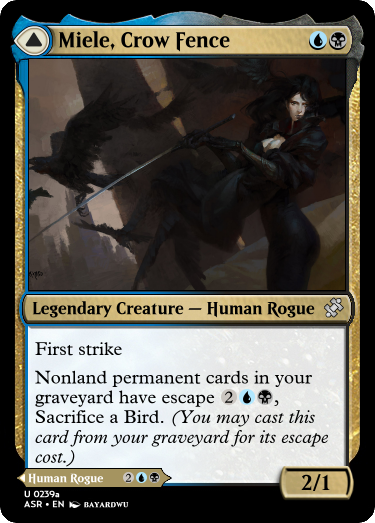 Miele, Crow Fence
Legendary Creature — Human Rogue
First strike
Nonland permanent cards in your
graveyard have escape 2UB,
Sacrifice a Bird. (You may cast this
card from your graveyard for its escape
cost.)
Human Rogue 2UB
2/1
U 0239a
ASR • EN BAYARDWU